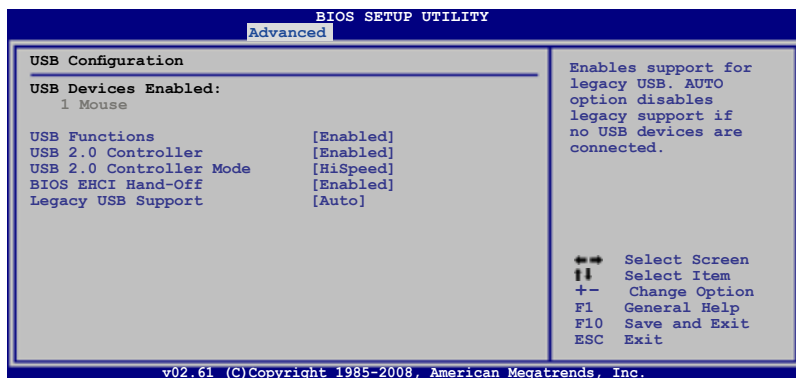 BIOS SETUP UTILITY
Advanced
USB Configuration
USB Devices Enabled:
1 Mouse
USB Functions [Enabled]
USB 2.0 Controller [Enabled]
USB 2.0 Controller Mode [HiSpeed]
BIOS EHCI Hand-Off [Enabled]
Legacy USB Support [Auto]
Enables support for
legacy USB. AUTO
option disables
legacy support if
no USB devices are
connected.
←→ Select Screen
↑↓ Select Item
+- Change Option
F1 General Help
F10 Save and Exit
ESC Exit
v02.61 (C)Copyright 1985-2008, American Megatrends, Inc.